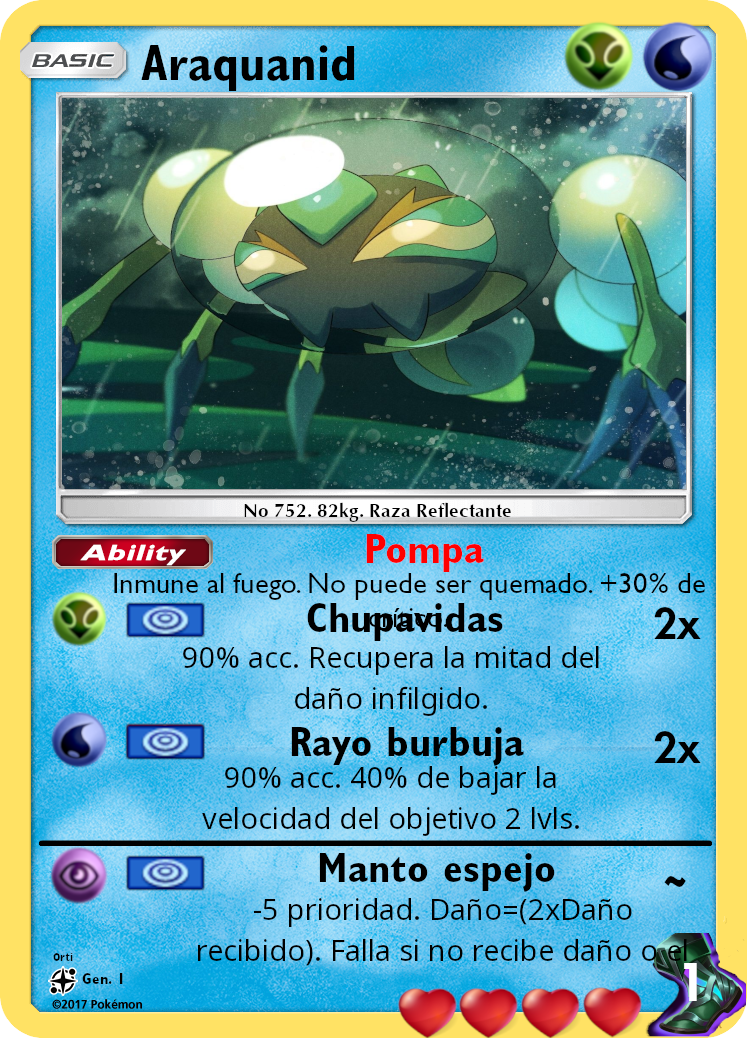 BASIC
Araquanid
No 752. 82kg. Raza Reflectante
Ability
Pompa
Inmune al fuego. No puede ser quemado. +30% de
crítico.
Chupavidas
2x
90% acc. Recupera la mitad del
daño infilgido.
Rayo burbuja
2x
90% acc. 40% de bajar la
velocidad del objetivo 2 lvls.
Manto espejo
~
-5 prioridad. Daño=(2xDaño
recibido). Falla si no recibe daño o el
Orti
Gen. I
©2017 Pokémon
1